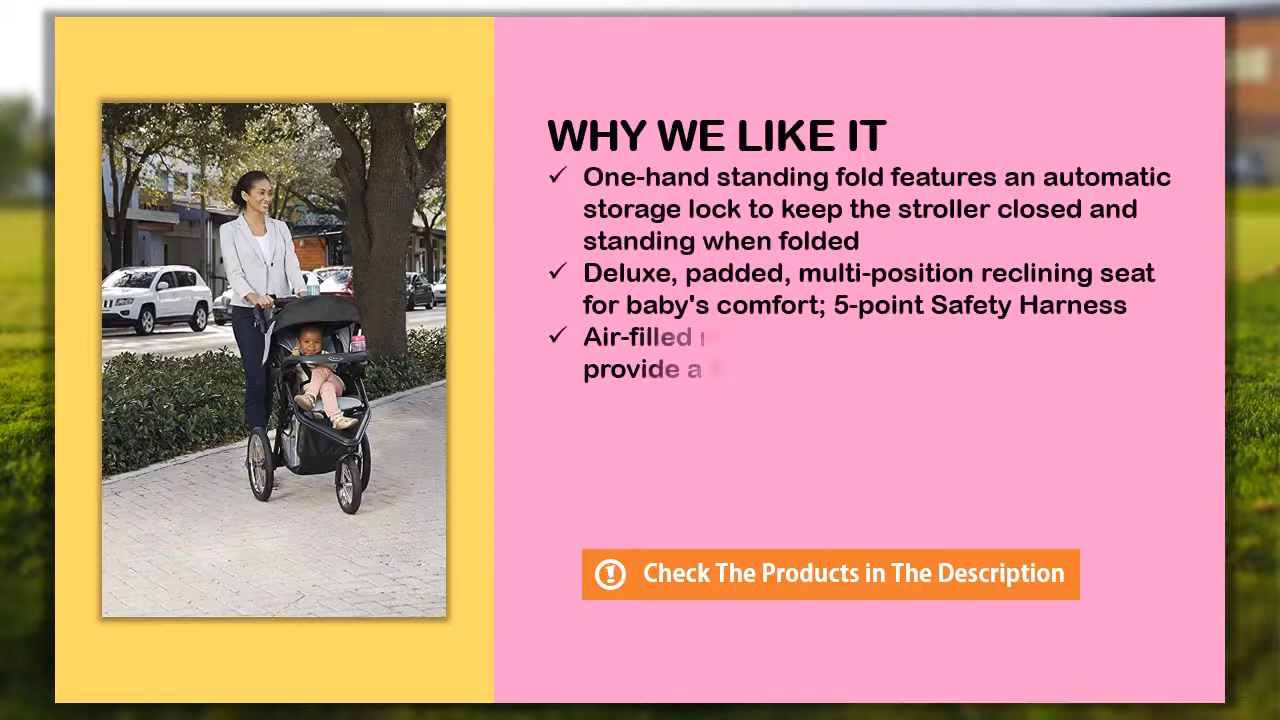 WHY WE LIKE IT
✓ One-hand standing fold features an automatic
storage lock to keep the stroller closed and
standing when folded
✓ Deluxe, padded, multi-position reclining seat
for baby's comfort; 5-point Safety Harness
✓ Air-filled
provide a
Check The Products in The Description